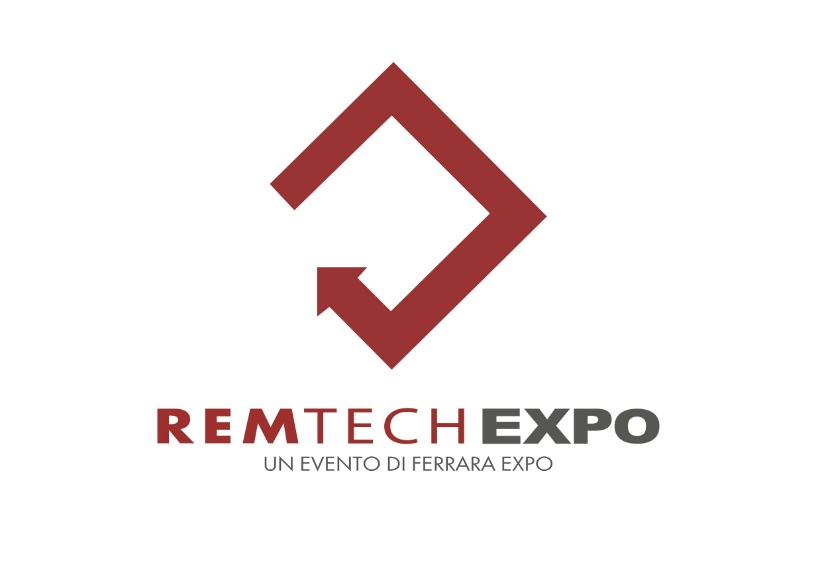 REMTECHEXPO
UN EVENTO DI FERRARA EXPO